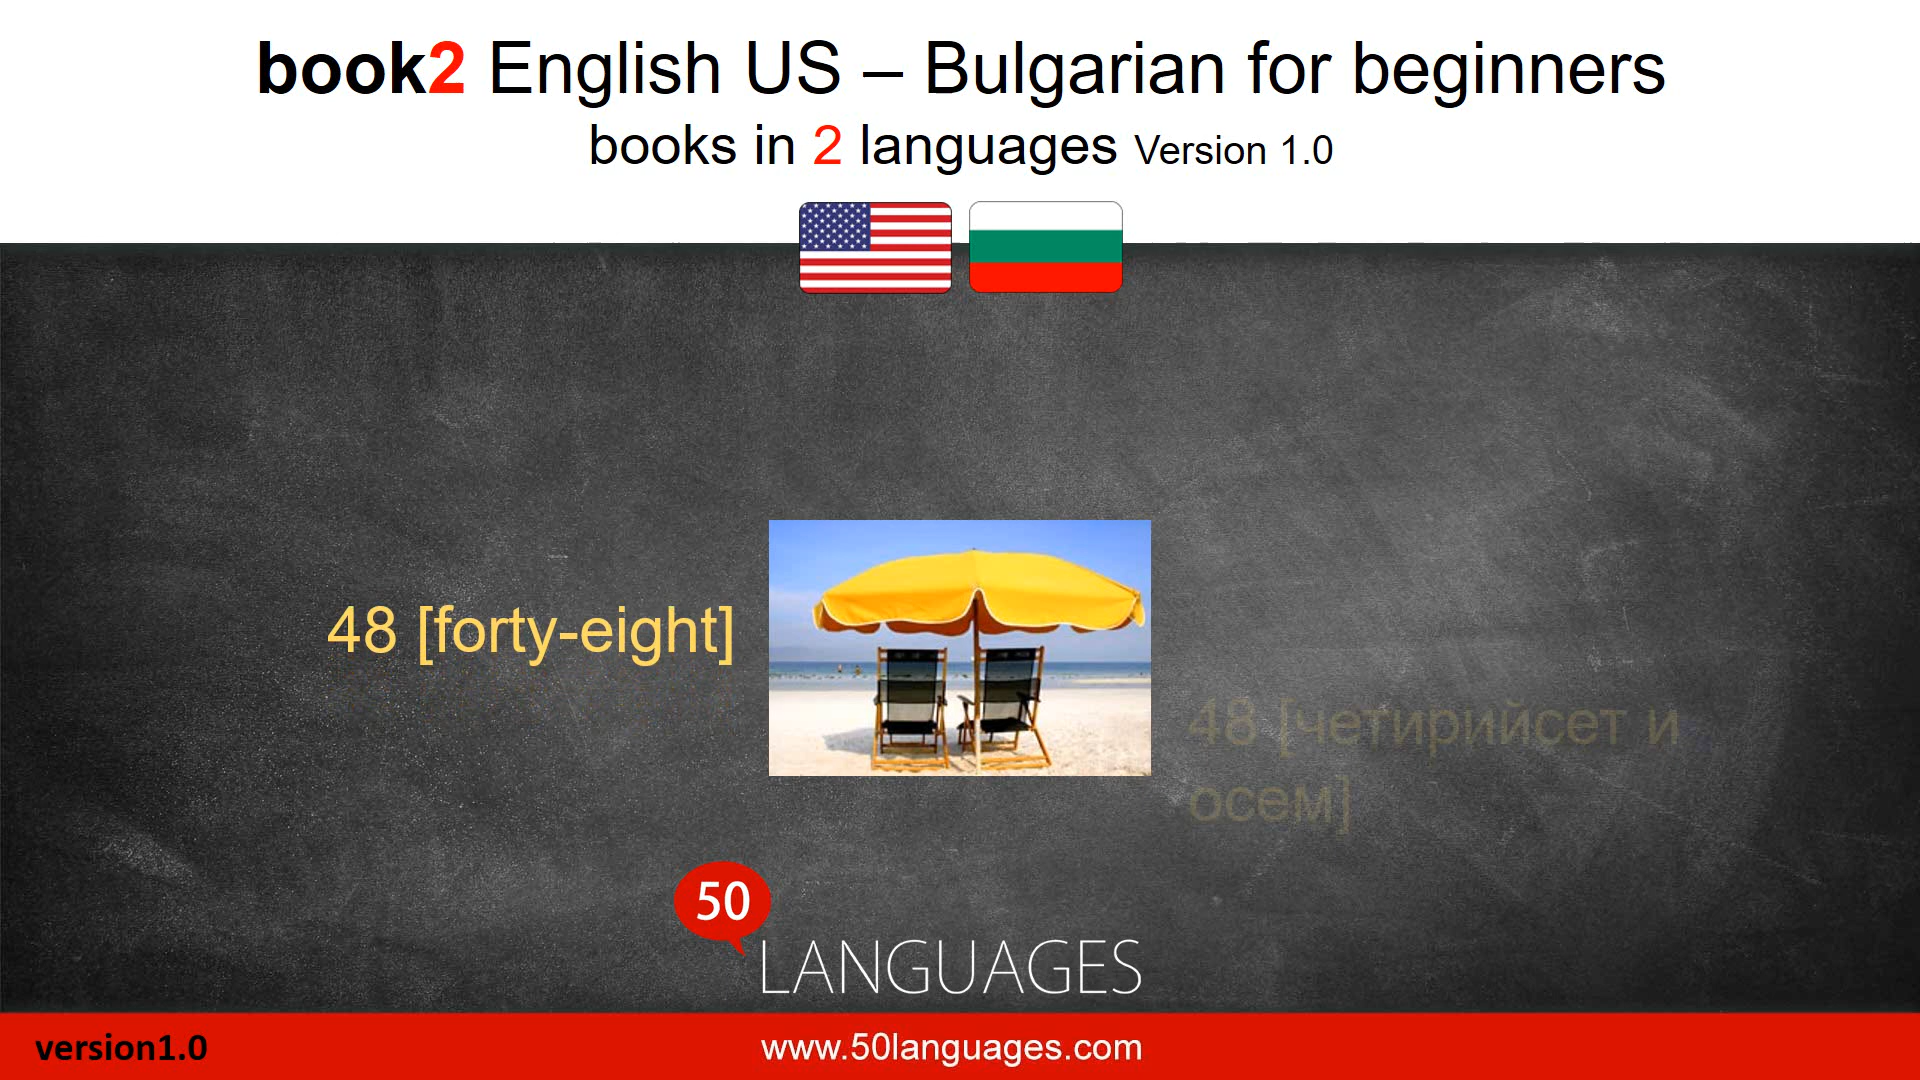 book2 English US – Bulgarian for beginners
books in 2 languages Version 1.0
48 [forty-eight]
48 [четирийсет и
осем]
50
LANGUAGES
version1.0
www.50languages.com